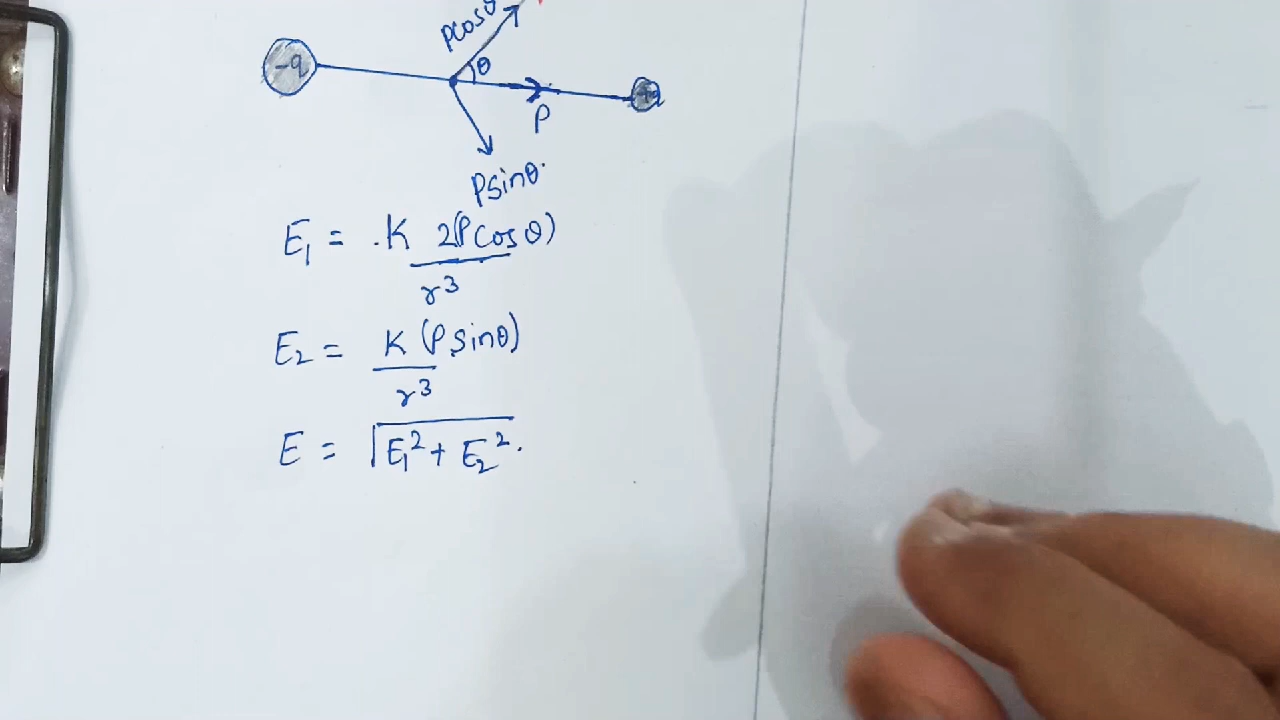 Pcosθ
-q
θ
+q
P
Psinθ
E₁ = .K 2(Pcosθ)
r³
E₂ = K (Psinθ)
r³
E = √E₁² + E₂².